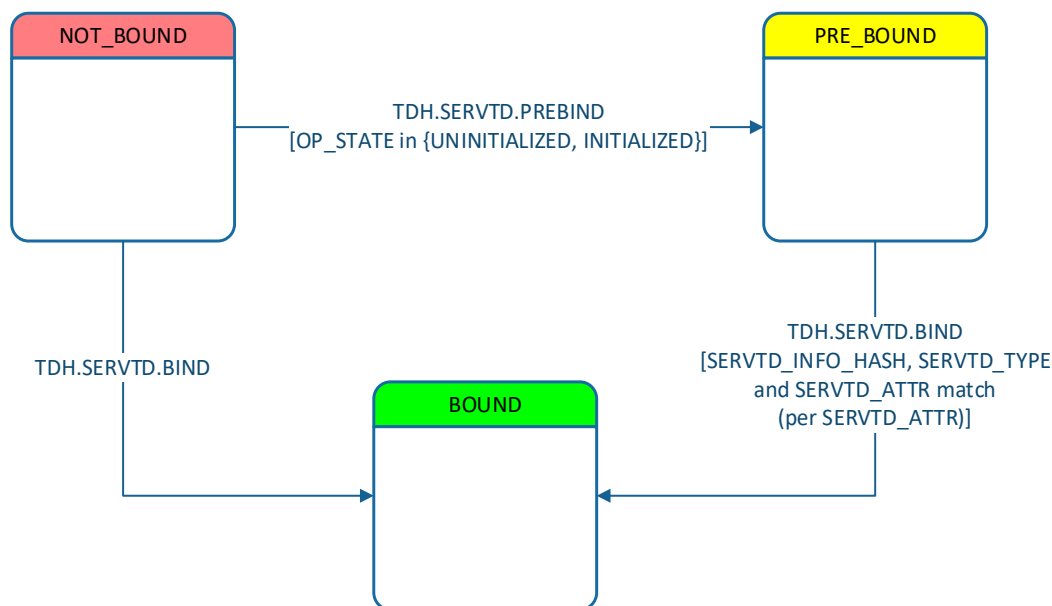 NOT_BOUND
PRE_BOUND
TDH.SERVTD.PREBIND
[OP_STATE in {UNINITIALIZED, INITIALIZED}]
TDH.SERVTD.BIND
TDH.SERVTD.BIND
[SERVTD_INFO_HASH, SERVTD_TYPE
and SERVTD_ATTR match
(per SERVTD_ATTR)]
BOUND